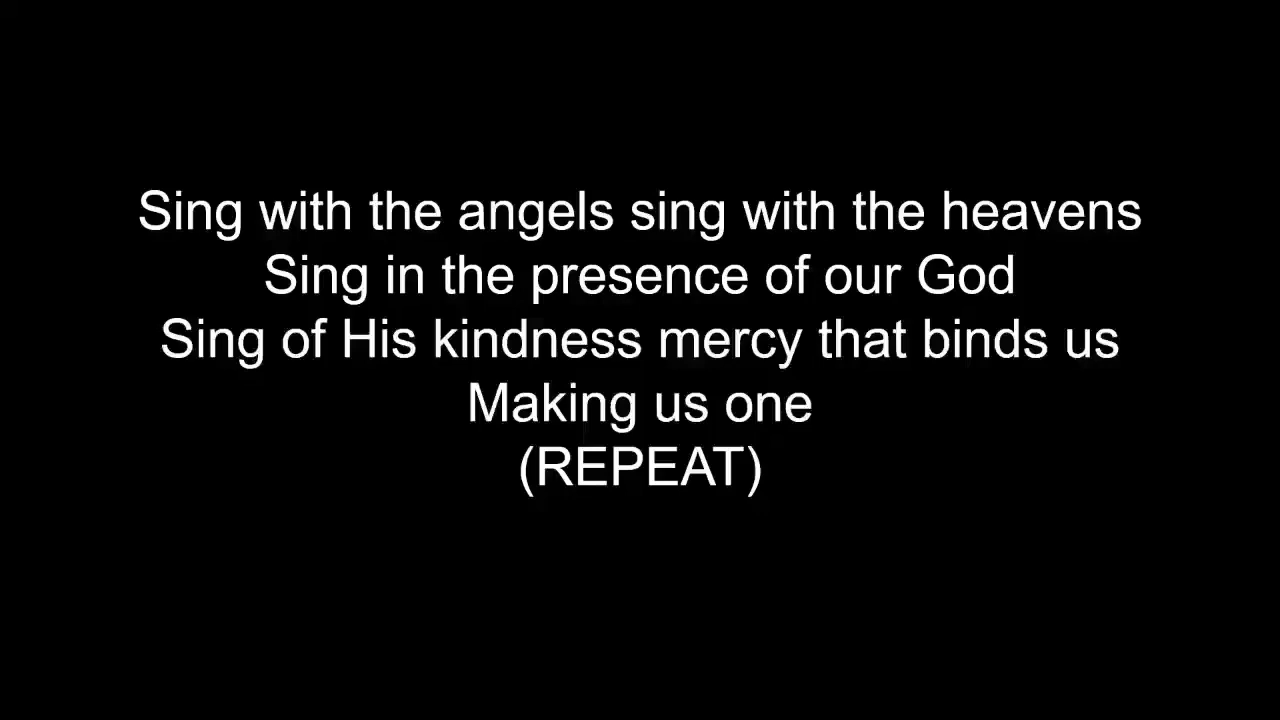 Sing with the angels sing with the heavens
Sing in the presence of our God
Sing of His kindness mercy that binds us
Making us one
(REPEAT)